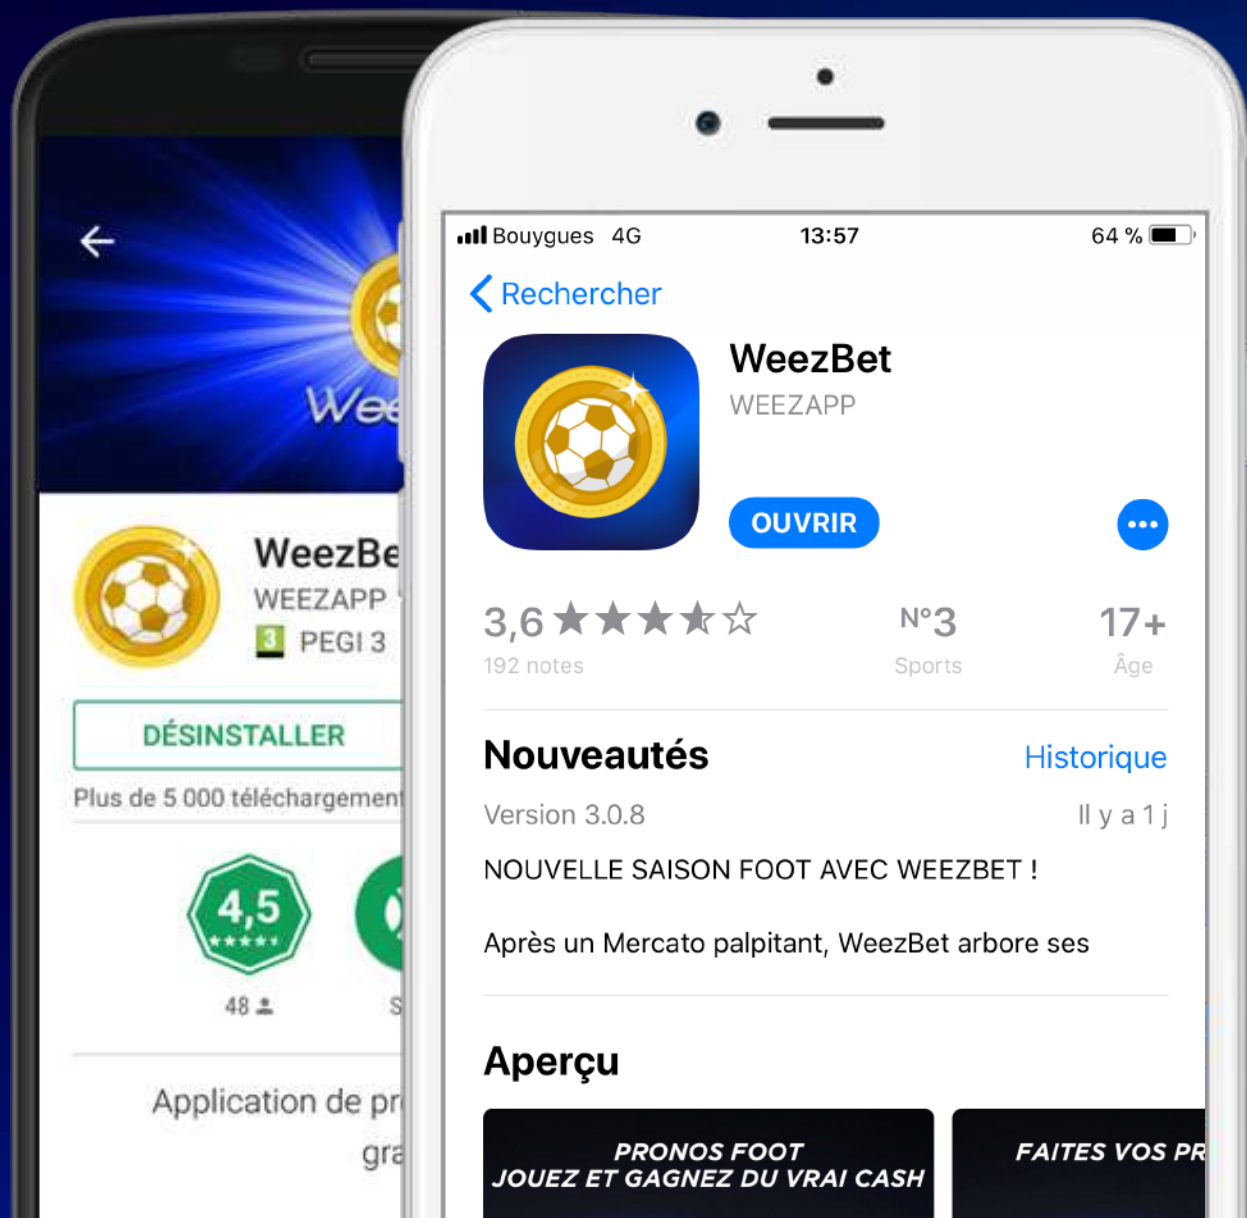 WeezBe
WEEZAPP
3 PEGI 3
DÉSINSTALLER
Plus de 5 000 téléchargement
4,5
48
Application de
Bouygues 4G 13:57 64 %
Rechercher
WeezBet
WEEZAPP
OUVRIR
3,6 N°3 17+
192 notes Sports Âge
Nouveautés Historique
Version 3.0.8 Il y a 1 j
NOUVELLE SAISON FOOT AVEC WEEZBET !
Après un Mercato palpitant, WeezBet arbore ses
Aperçu
PRONOS FOOT
JOUEZ ET GAGNEZ DU VRAI CASH
FAITES VOS PR